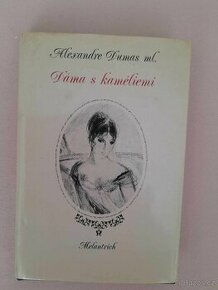 Alexandre Dumas ml.
Dáma s kaméliemi
Melantrich